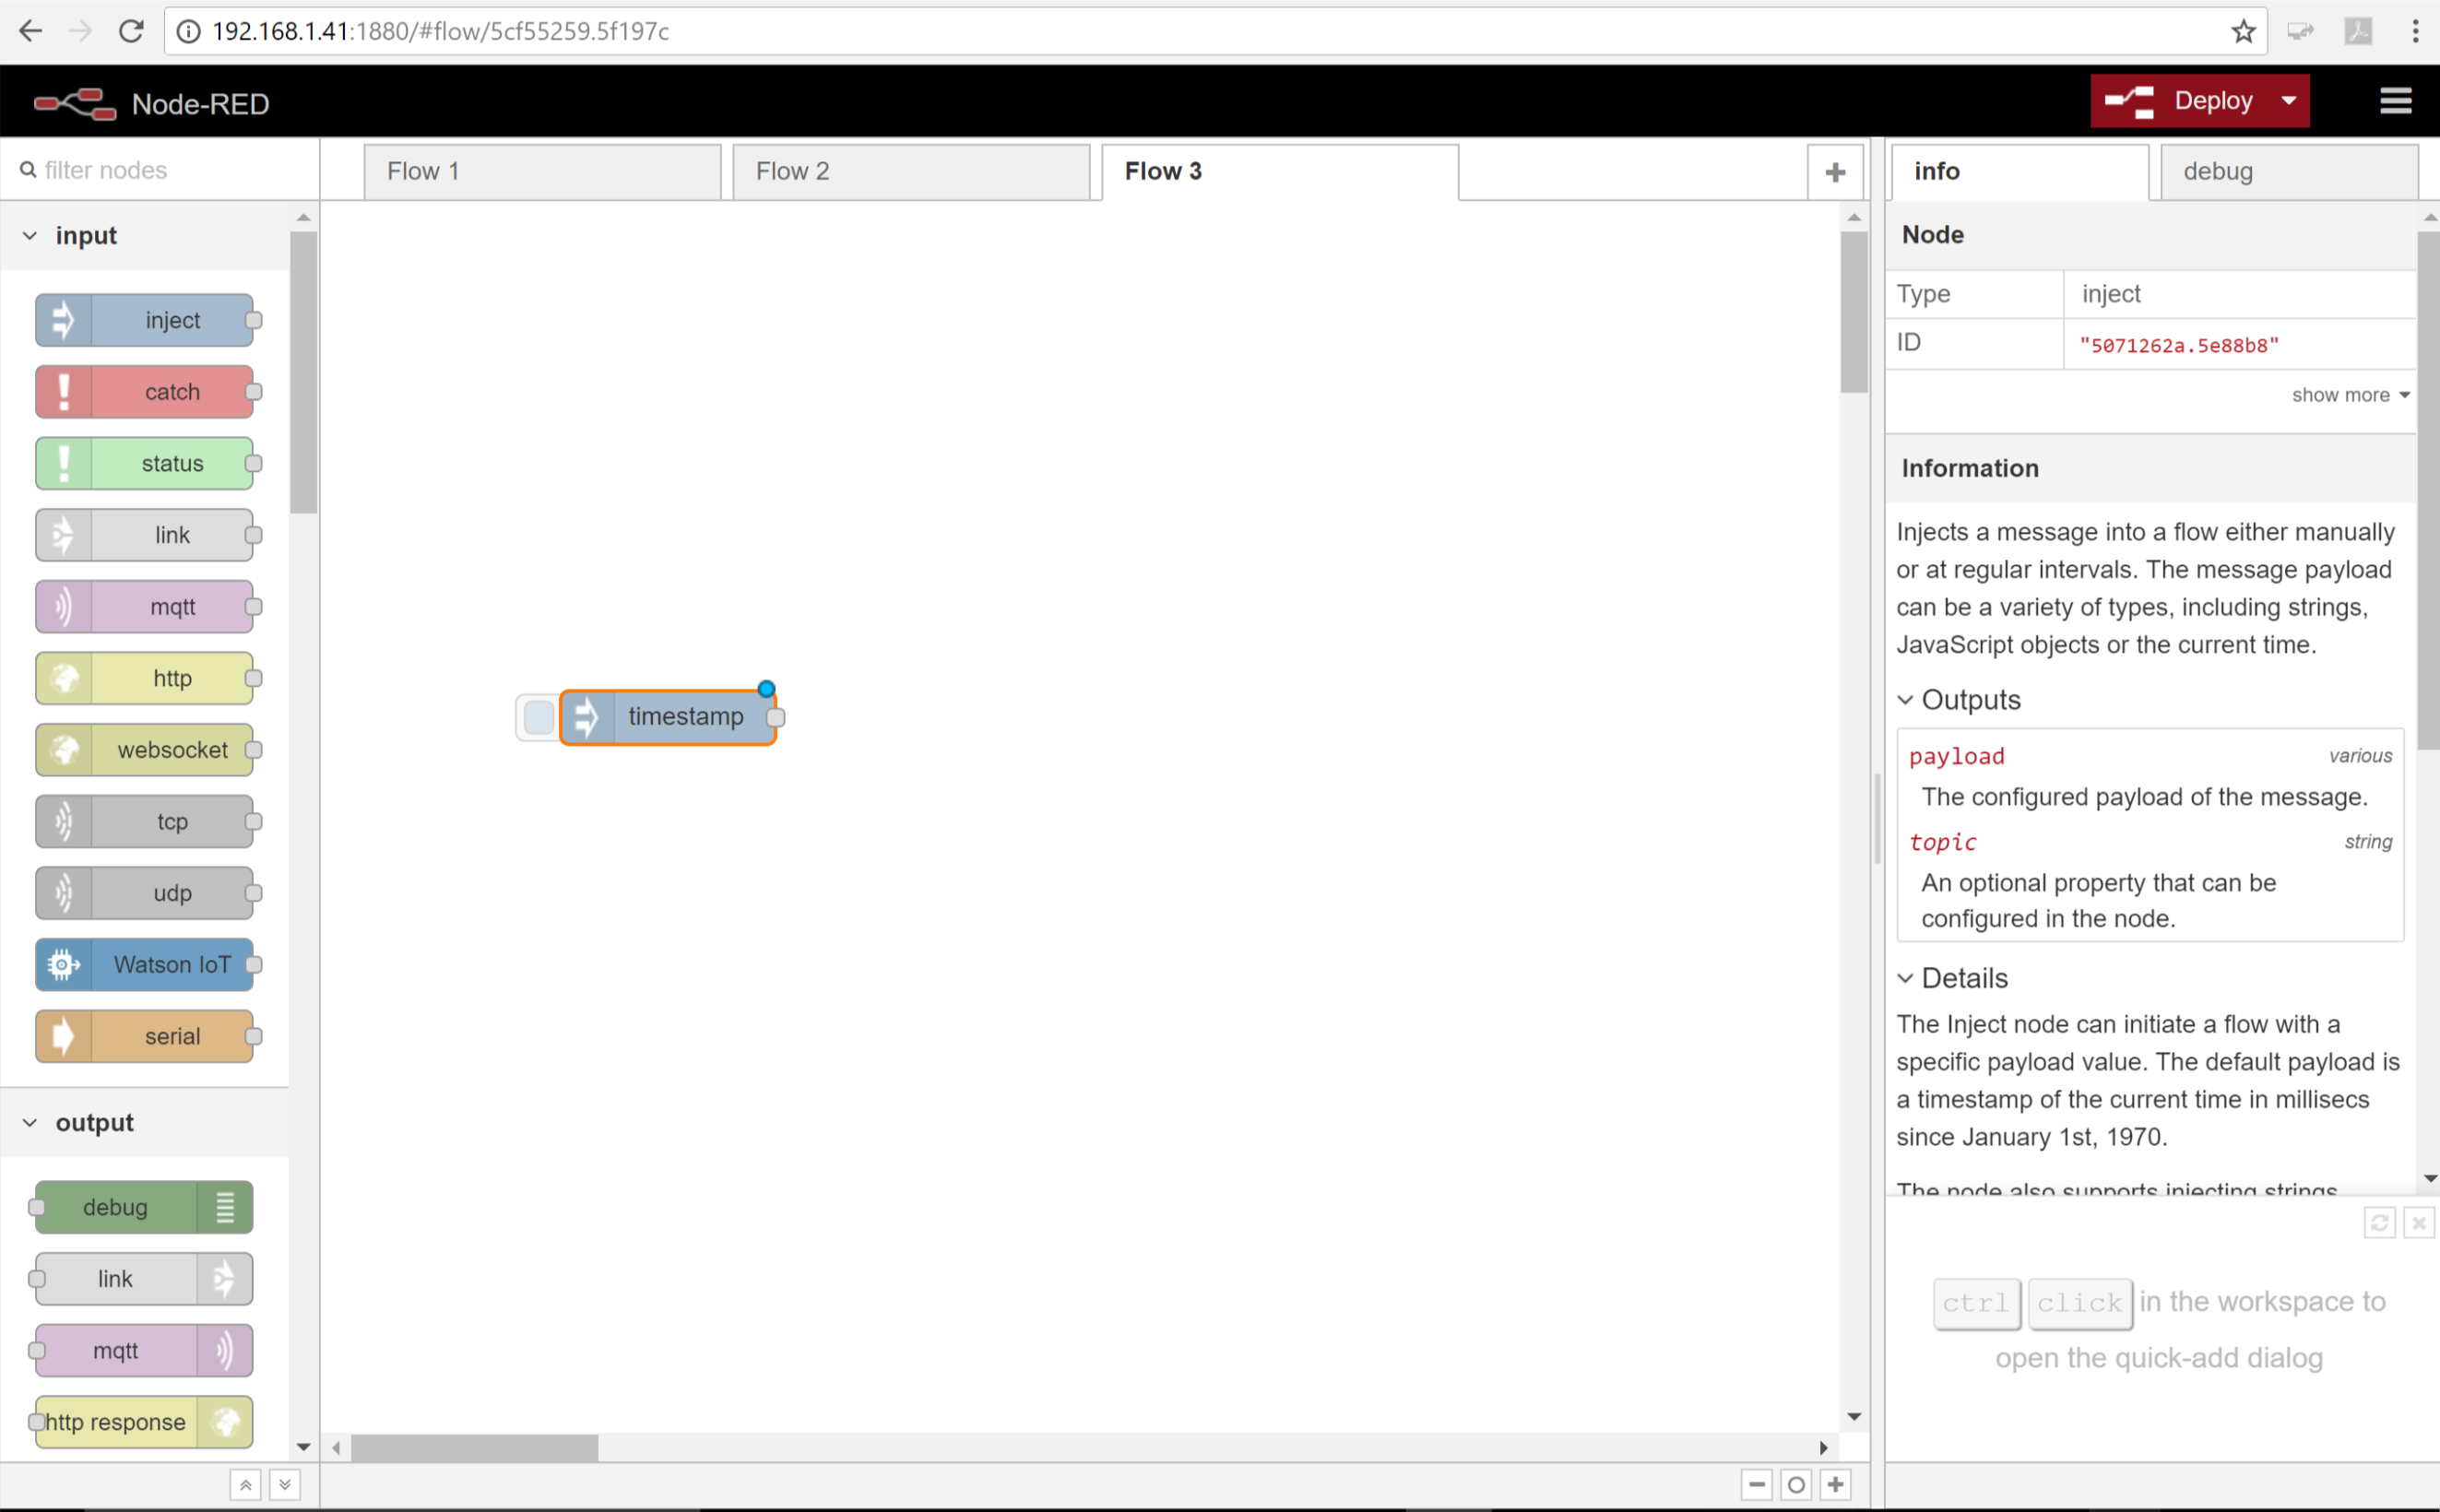 192.168.1.41:1880/#flow/5cf55259.5f197c
Node-RED
Deploy
filter nodes
Flow 1
Flow 2
Flow 3
info
debug
input
inject
catch
status
link
mqtt
http
websocket
tcp
udp
Watson IoT
serial
output
debug
link
mqtt
http response
timestamp
Node
Type inject
ID "5071262a.5e88b8"
show more
Information
Injects a message into a flow either manually
or at regular intervals. The message payload
can be a variety of types, including strings,
JavaScript objects or the current time.
Outputs
payload various
The configured payload of the message.
topic string
An optional property that can be
configured in the node.
Details
The Inject node can initiate a flow with a
specific payload value. The default payload is
a timestamp of the current time in millisecs
since January 1st, 1970.
The node also supports injecting strings
ctrl click in the workspace to
open the quick-add dialog